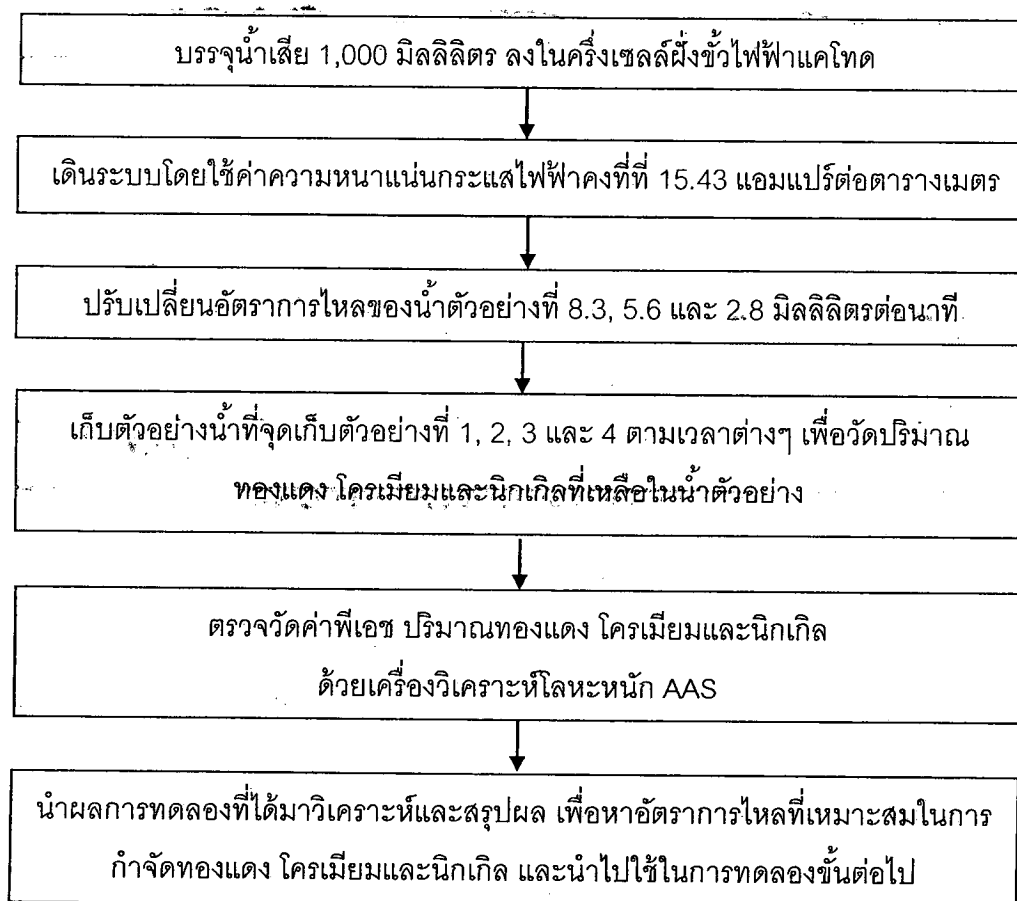 บรรจุน้ำเสีย 1,000 มิลลิลิตร ลงในครึ่งเซลล์ฝั่งขั้วไฟฟ้าแคโทด
เดินระบบโดยใช้ค่าความหนาแน่นกระแสไฟฟ้าคงที่ที่ 15.43 แอมแปร์ต่อตารางเมตร
ปรับเปลี่ยนอัตราการไหลของน้ำตัวอย่างที่ 8.3, 5.6 และ 2.8 มิลลิลิตรต่อนาที
เก็บตัวอย่างน้ำที่จุดเก็บตัวอย่างที่ 1, 2, 3 และ 4 ตามเวลาต่างๆ เพื่อวัดปริมาณ
ทองแดง โครเมียมและนิกเกิลที่เหลือในน้ำตัวอย่าง
ตรวจวัดค่าพีเอช ปริมาณทองแดง โครเมียมและนิกเกิล
ด้วยเครื่องวิเคราะห์โลหะหนัก AAS
นำผลการทดลองที่ได้มาวิเคราะห์และสรุปผล เพื่อหาอัตราการไหลที่เหมาะสมในการ
กำจัดทองแดง โครเมียมและนิกเกิล และนำไปใช้ในการทดลองขั้นต่อไป